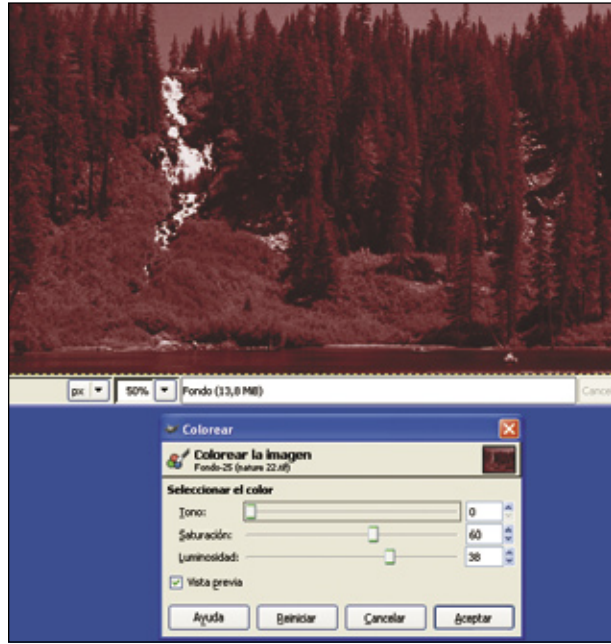 px 50% Fondo (13,8 MiB) Cancel
Colorear
Colorear la imagen
Fondo-25 (nature 22.tif)
Seleccionar el color
Tono: 0
Saturación: 60
Luminosidad: 38
Vista previa
Ayuda Reiniciar Cancelar Aceptar